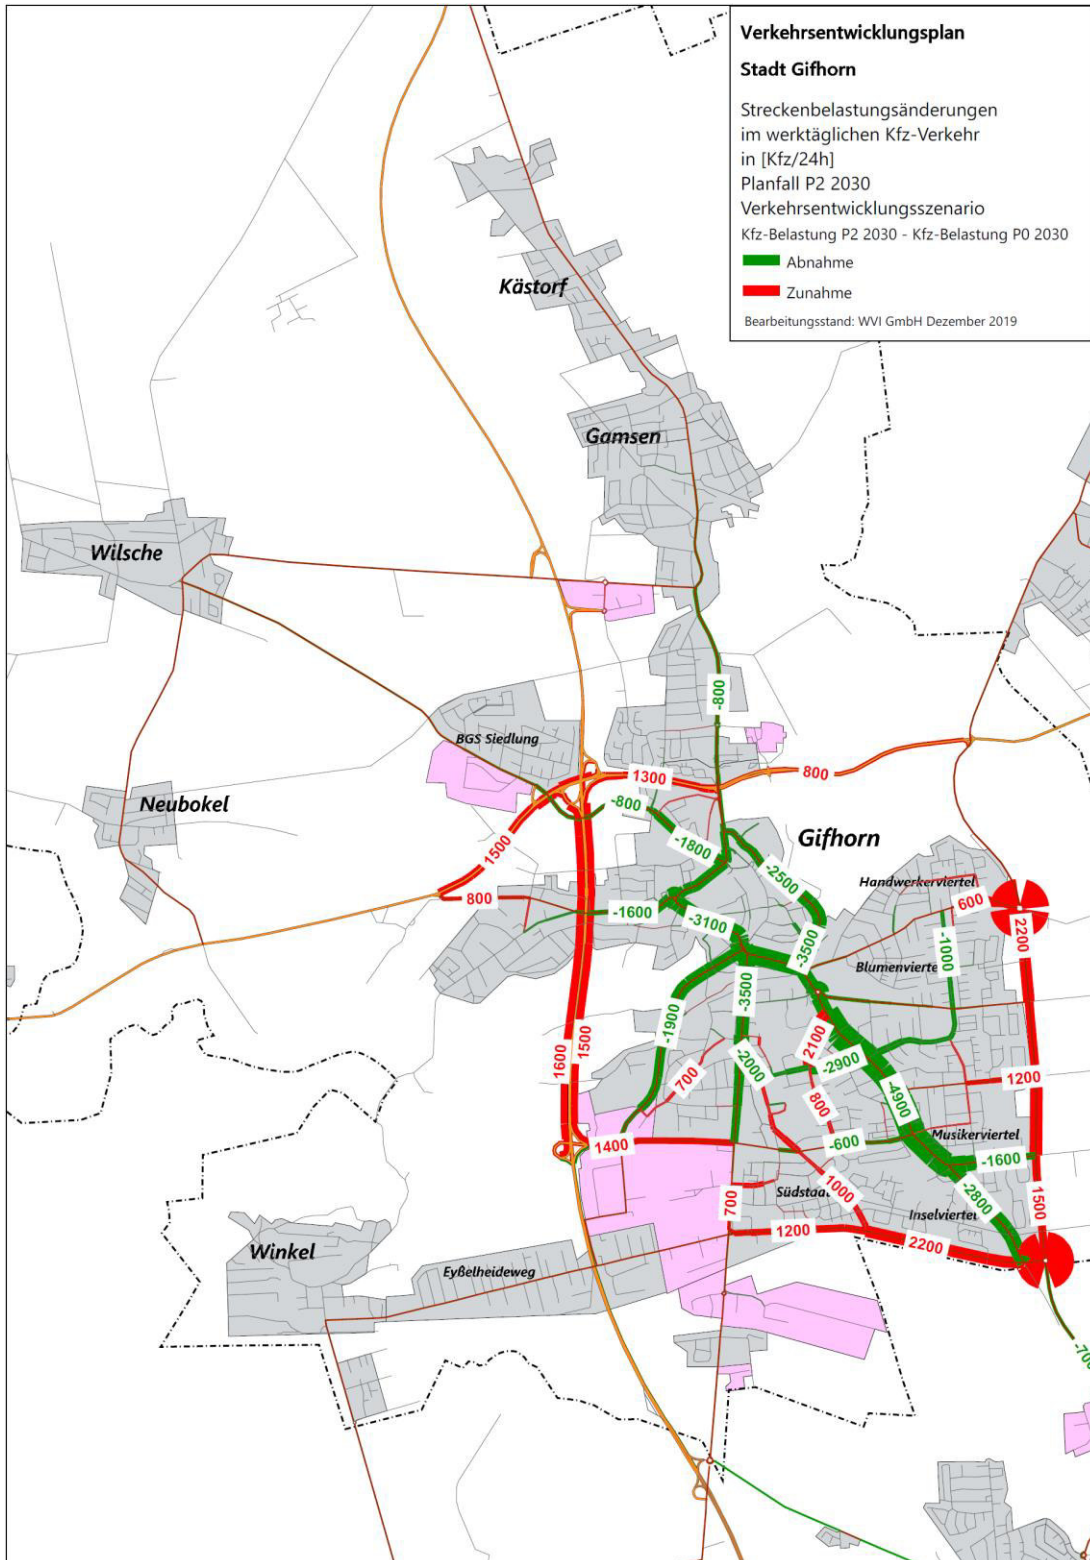 Verkehrsentwicklungsplan
Stadt Gifhorn
Streckenbelastungsänderungen
im werktäglichen Kfz-Verkehr
in [Kfz/24h]
Planfall P2 2030
Verkehrsentwicklungsszenario
Kfz-Belastung P2 2030 - Kfz-Belastung P0 2030
Abnahme
Zunahme
Bearbeitungsstand: WVI GmbH Dezember 2019
Kästorf
Gamsen
Wilsche
-800
BGS Siedlung
1300
800
Neubokel
-800
1500
-1800
Gifhorn
-2500
Handwerkerviertel
800
600
-1600
-3100
2200
-1000
-3500
Blumenvierte
-3500
-1900
1600
1500
2100
-2000
-2900
700
1200
800
-4900
Musikerviertel
1400
-600
-1600
Südstaa
1000
-2800
1500
700
Inselviertel
1200
2200
Winkel
Eyßelheideweg
-700